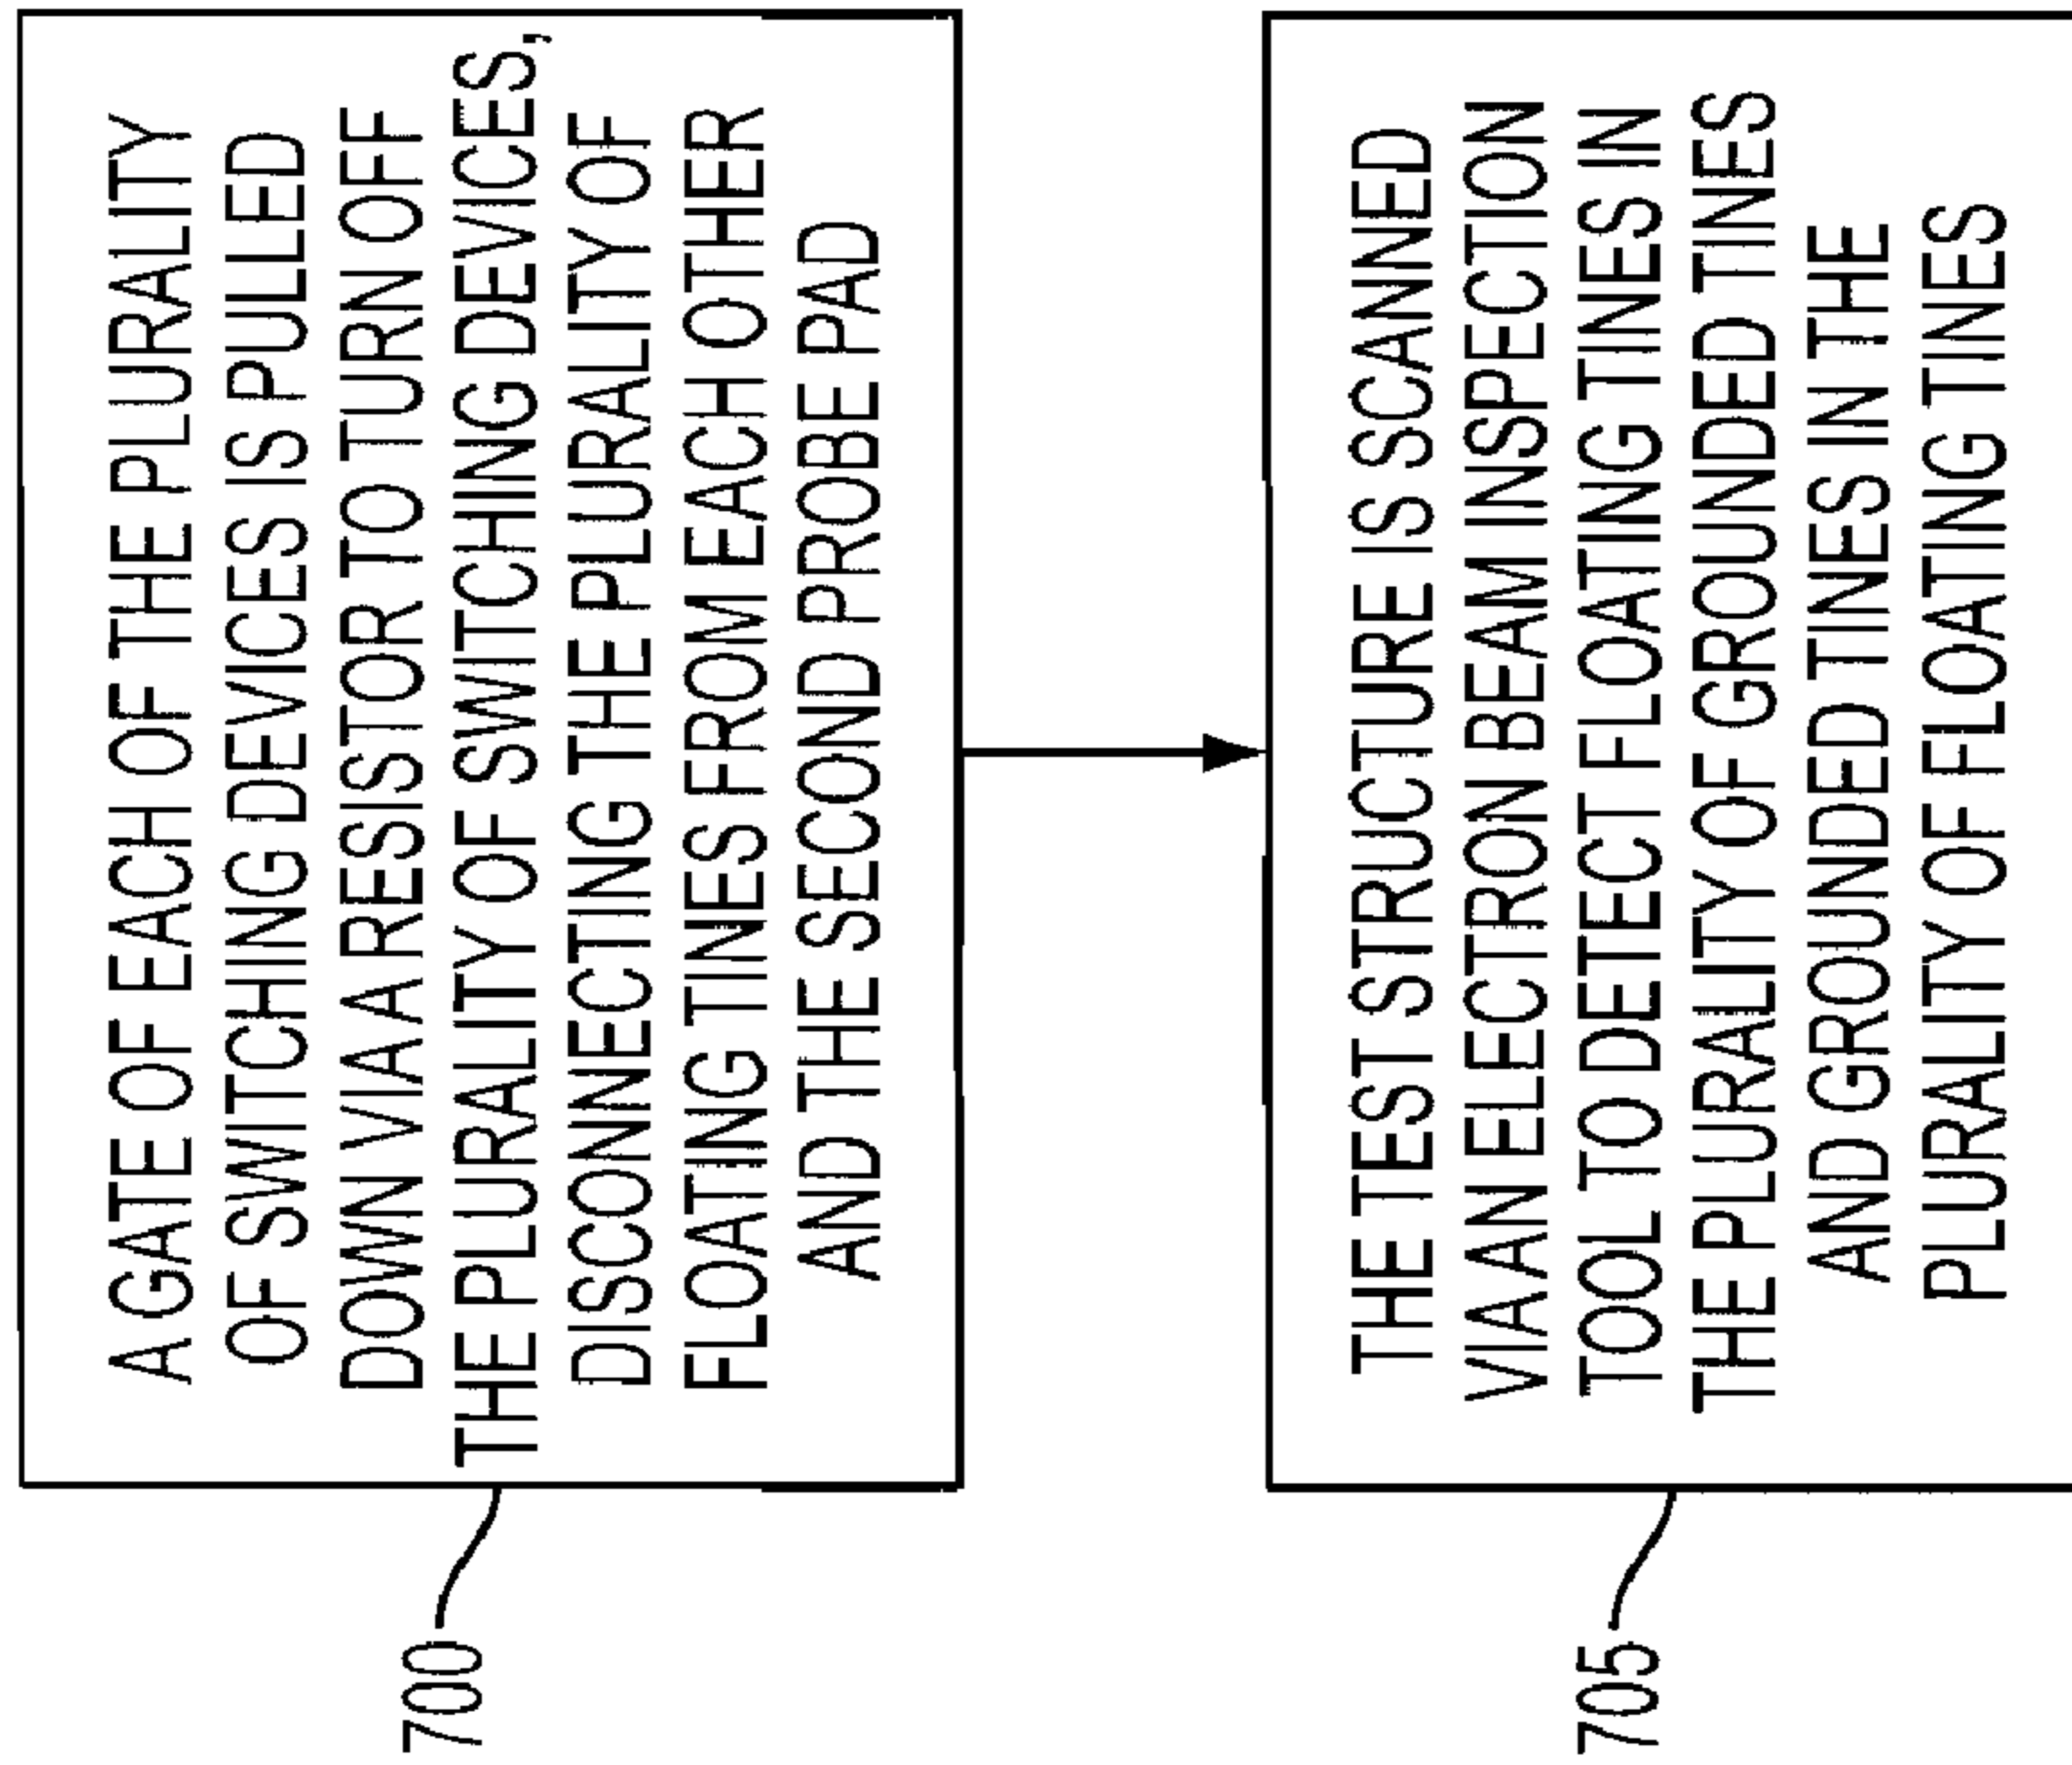 A GATE OF EACH OF THE PLURALITY
OF SWITCHING DEVICES IS PULLED
DOWN VIA A RESISTOR TO TURN OFF
THE PLURALITY OF SWITCHING DEVICES,
DISCONNECTING THE PLURALITY OF
FLOATING TINES FROM EACH OTHER
AND THE SECOND PROBE PAD
700
THE TEST STRUCTURE IS SCANNED
VIA AN ELECTRON BEAM INSPECTION
TOOL TO DETECT FLOATING TINES IN
THE PLURALITY OF GROUNDED TINES
AND GROUNDED TINES IN THE
PLURALITY OF FLOATING TINES
705